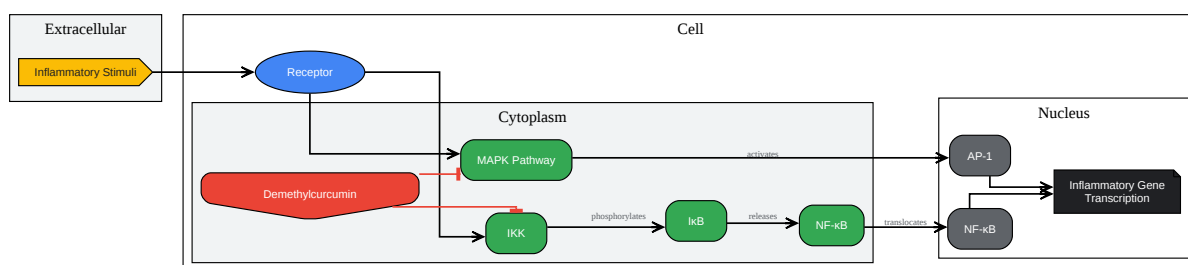 Extracellular
Cell
Inflammatory Stimuli
Receptor
Cytoplasm
Nucleus
MAPK Pathway
activates
AP-1
Demethylcurcumin
Inflammatory Gene
Transcription
IKK
phosphorylates
IκB
releases
NF-κB
translocates
NF-κB